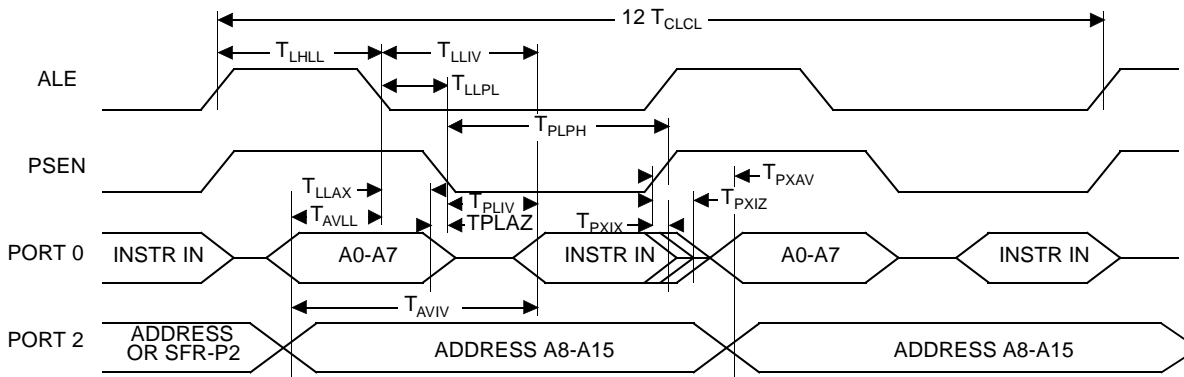 12 TCLCL
TLHLL TLLIV
ALE
TLLPL
TPLPH
PSEN
TLLAX TPXAV
TPLIV TPXIZ
TAVLL TPLAZ TPXIX
PORT 0 INSTR IN A0-A7 INSTR IN A0-A7 INSTR IN
TAVIV
PORT 2 ADDRESS OR SFR-P2 ADDRESS A8-A15 ADDRESS A8-A15